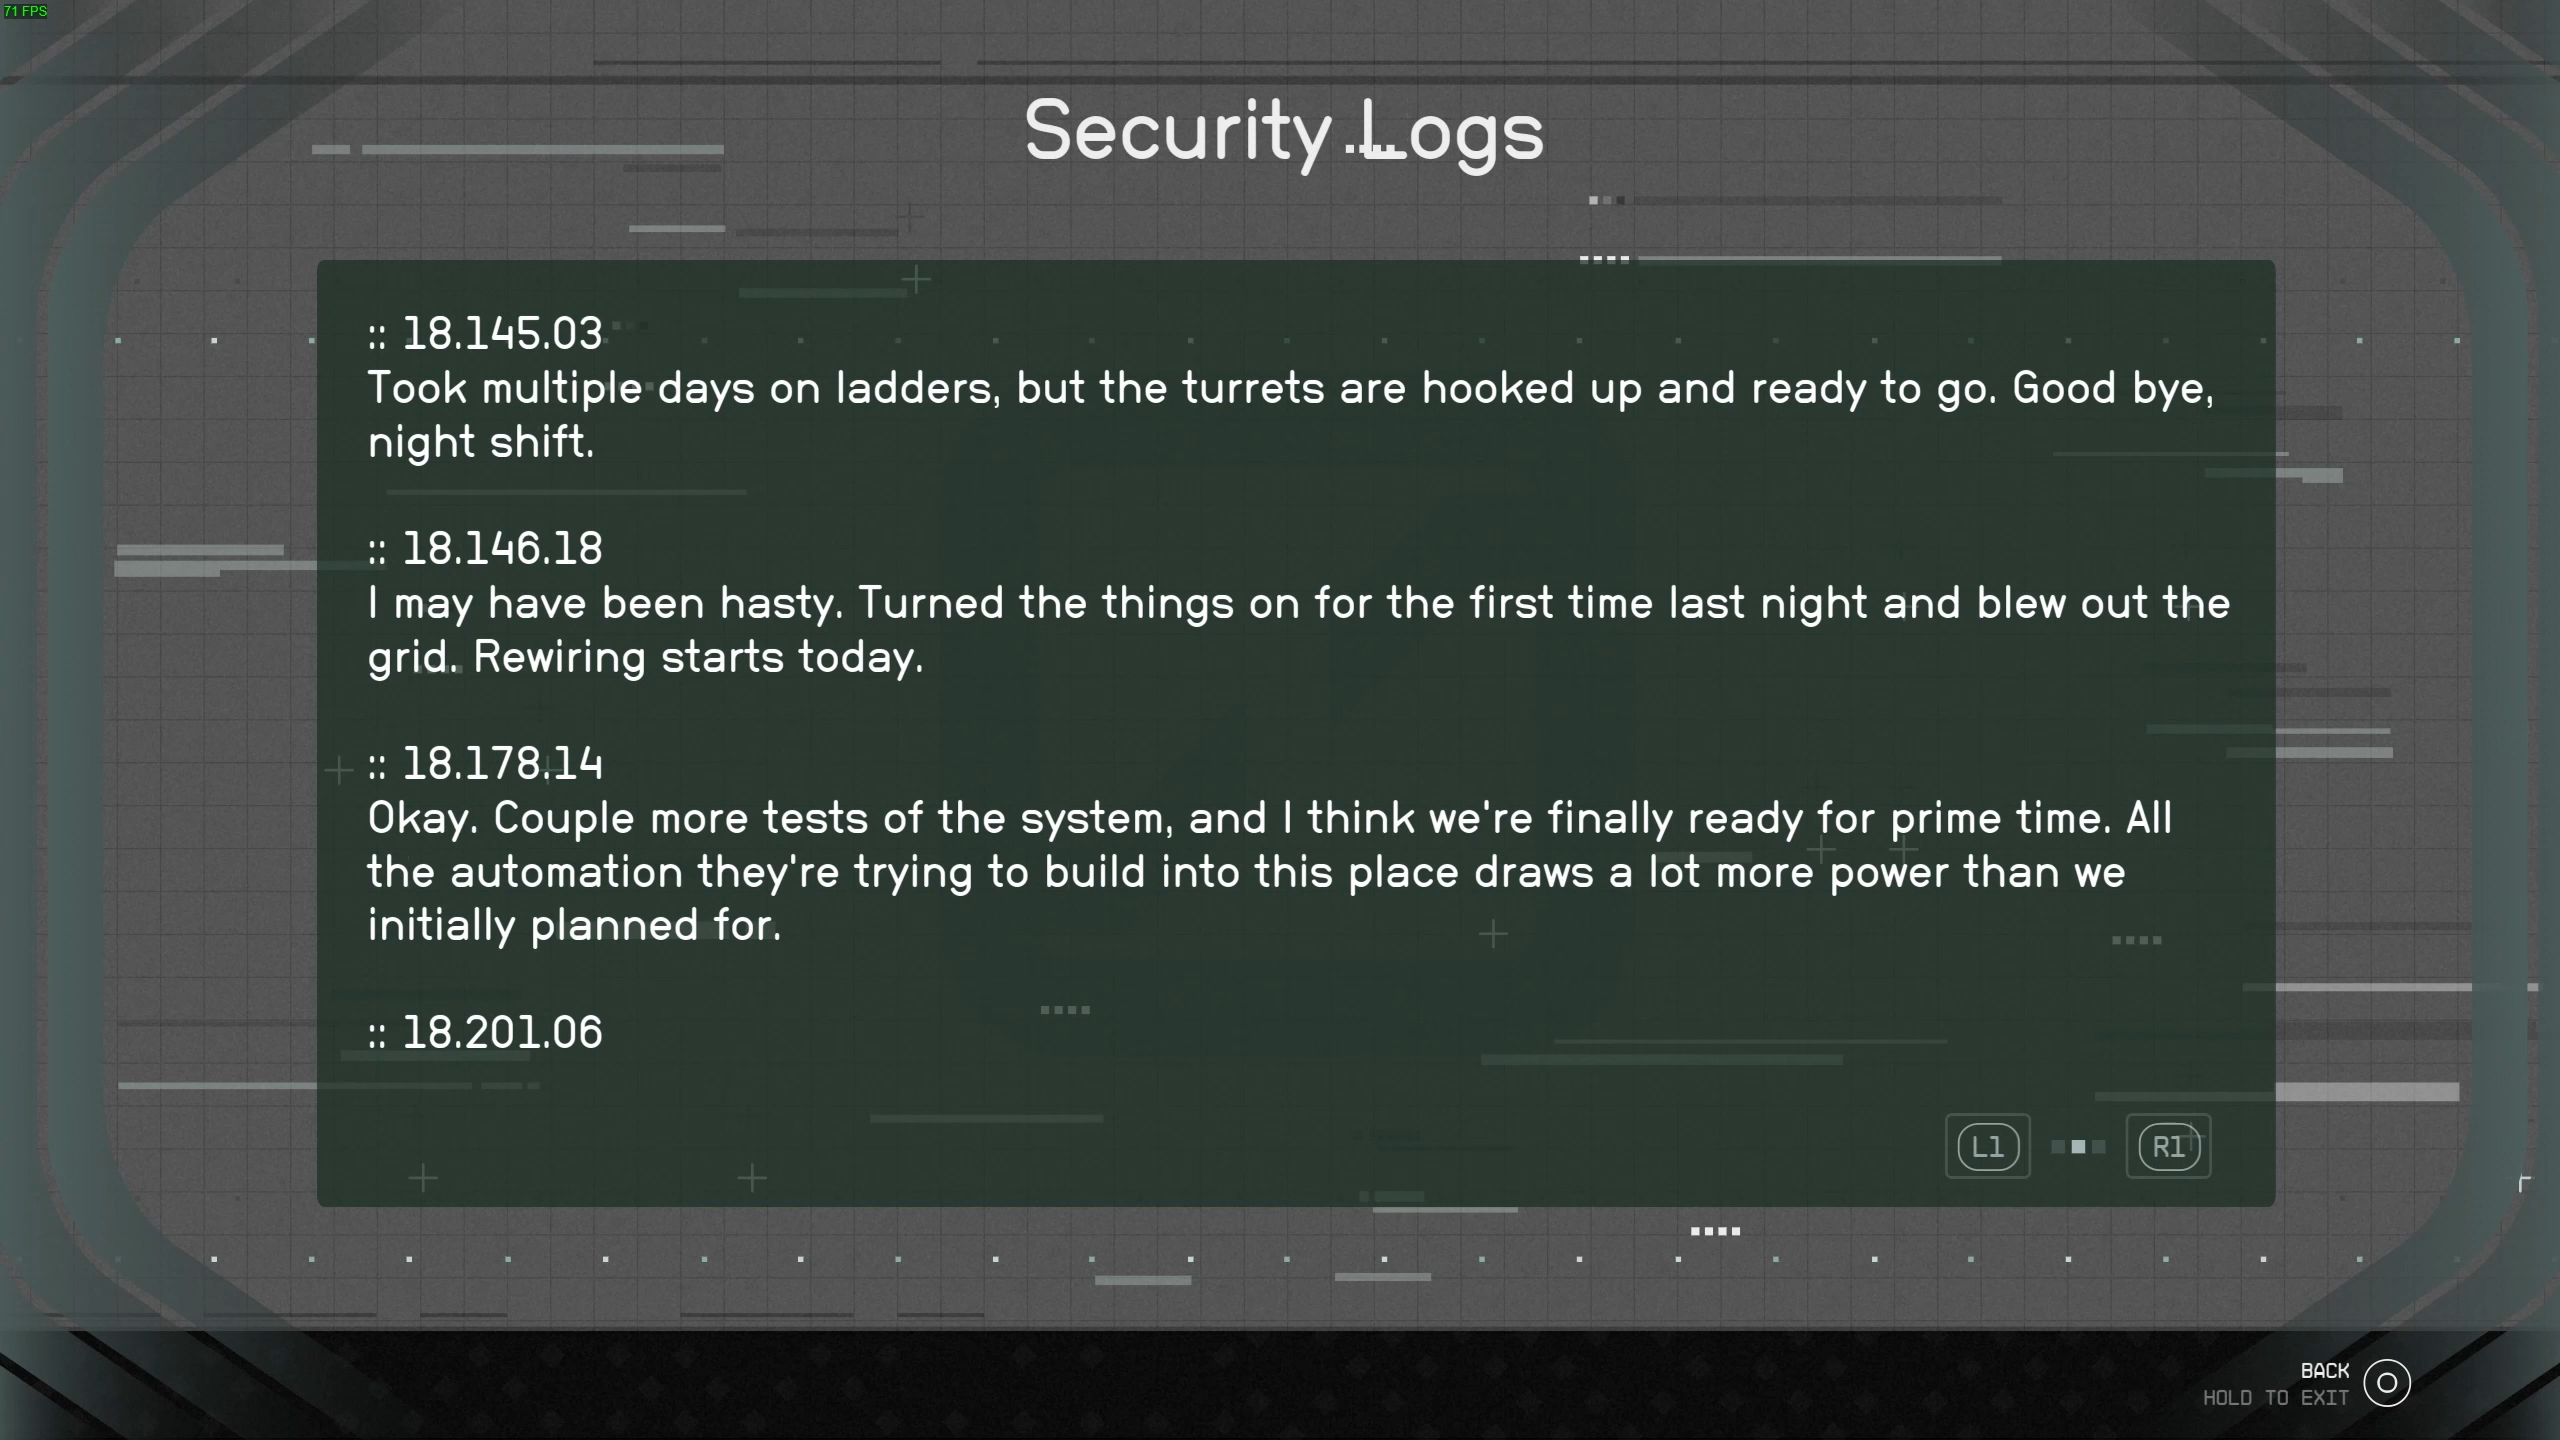 71 FPS
Security Logs
:: 18.145.03
Took multiple days on ladders, but the turrets are hooked up and ready to go. Good bye,
night shift.
:: 18.146.18
I may have been hasty. Turned the things on for the first time last night and blew out the
grid. Rewiring starts today.
:: 18.178.14
Okay. Couple more tests of the system, and I think we're finally ready for prime time. All
the automation they're trying to build into this place draws a lot more power than we
initially planned for.
:: 18.201.06
L1 R1
BACK
HOLD TO EXIT